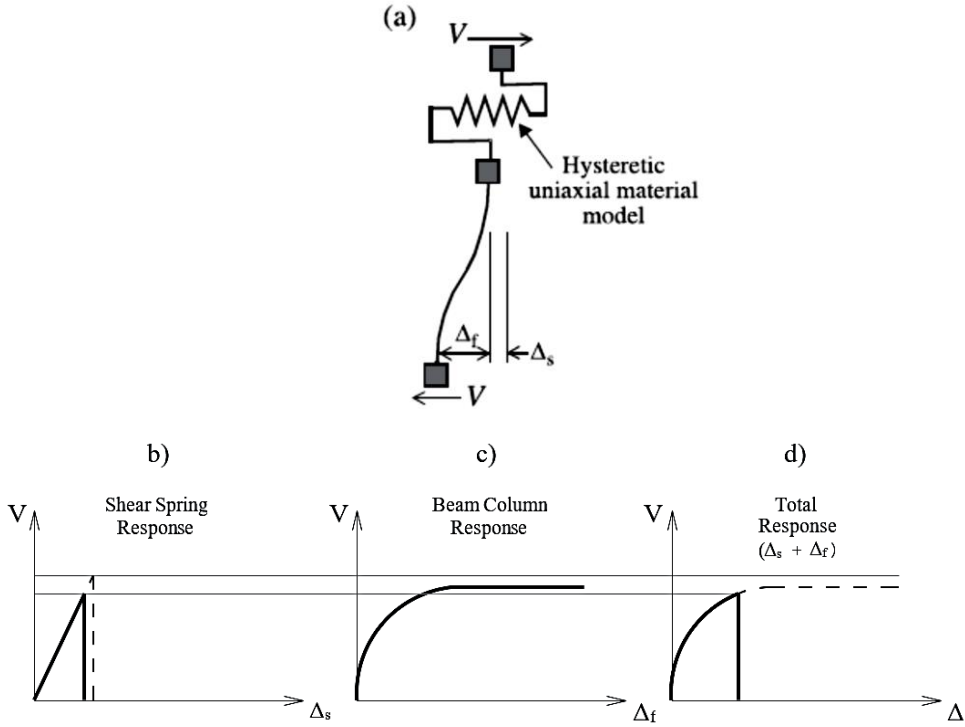 (a)
V
Hysteretic
uniaxial material
model
Δf
Δs
V
b)
c)
d)
V
Shear Spring
Response
V
Beam Column
Response
V
Total
Response
(Δs + Δf)
Δs
Δf
Δ